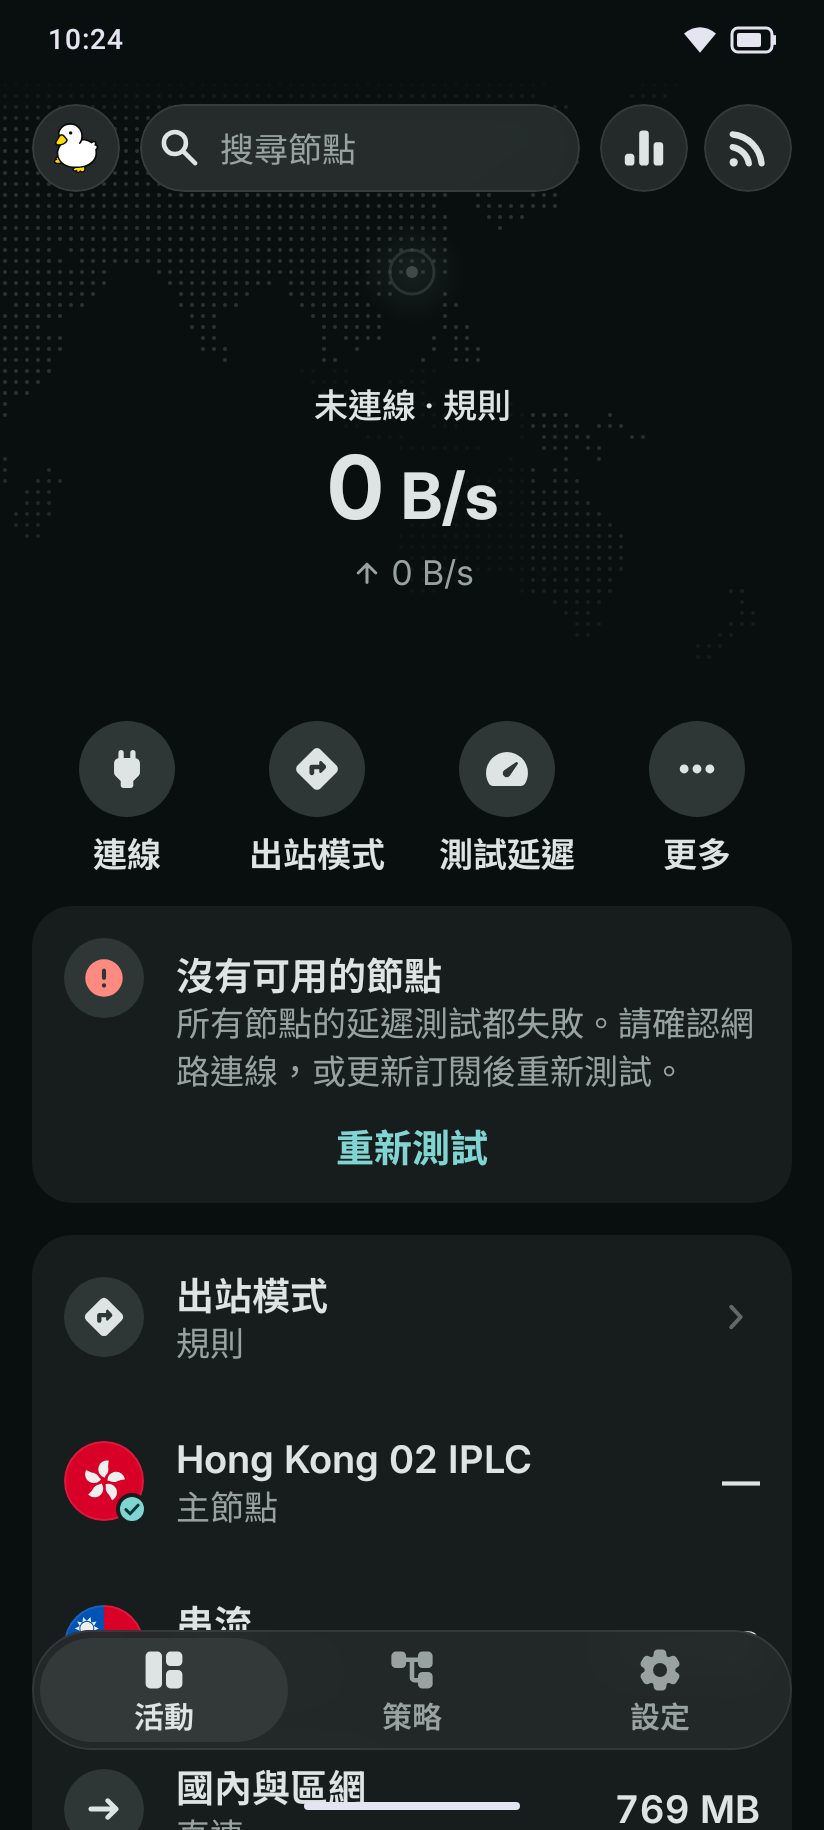 10:24
搜尋節點
未連線 · 規則
0 B/s
↑ 0 B/s
連線
出站模式
測試延遲
更多
沒有可用的節點
所有節點的延遲測試都失敗。請確認網
路連線，或更新訂閱後重新測試。
重新測試
出站模式
規則
Hong Kong 02 IPLC
主節點
—
串流
活動
策略
設定
國內與區網
769 MB
直連